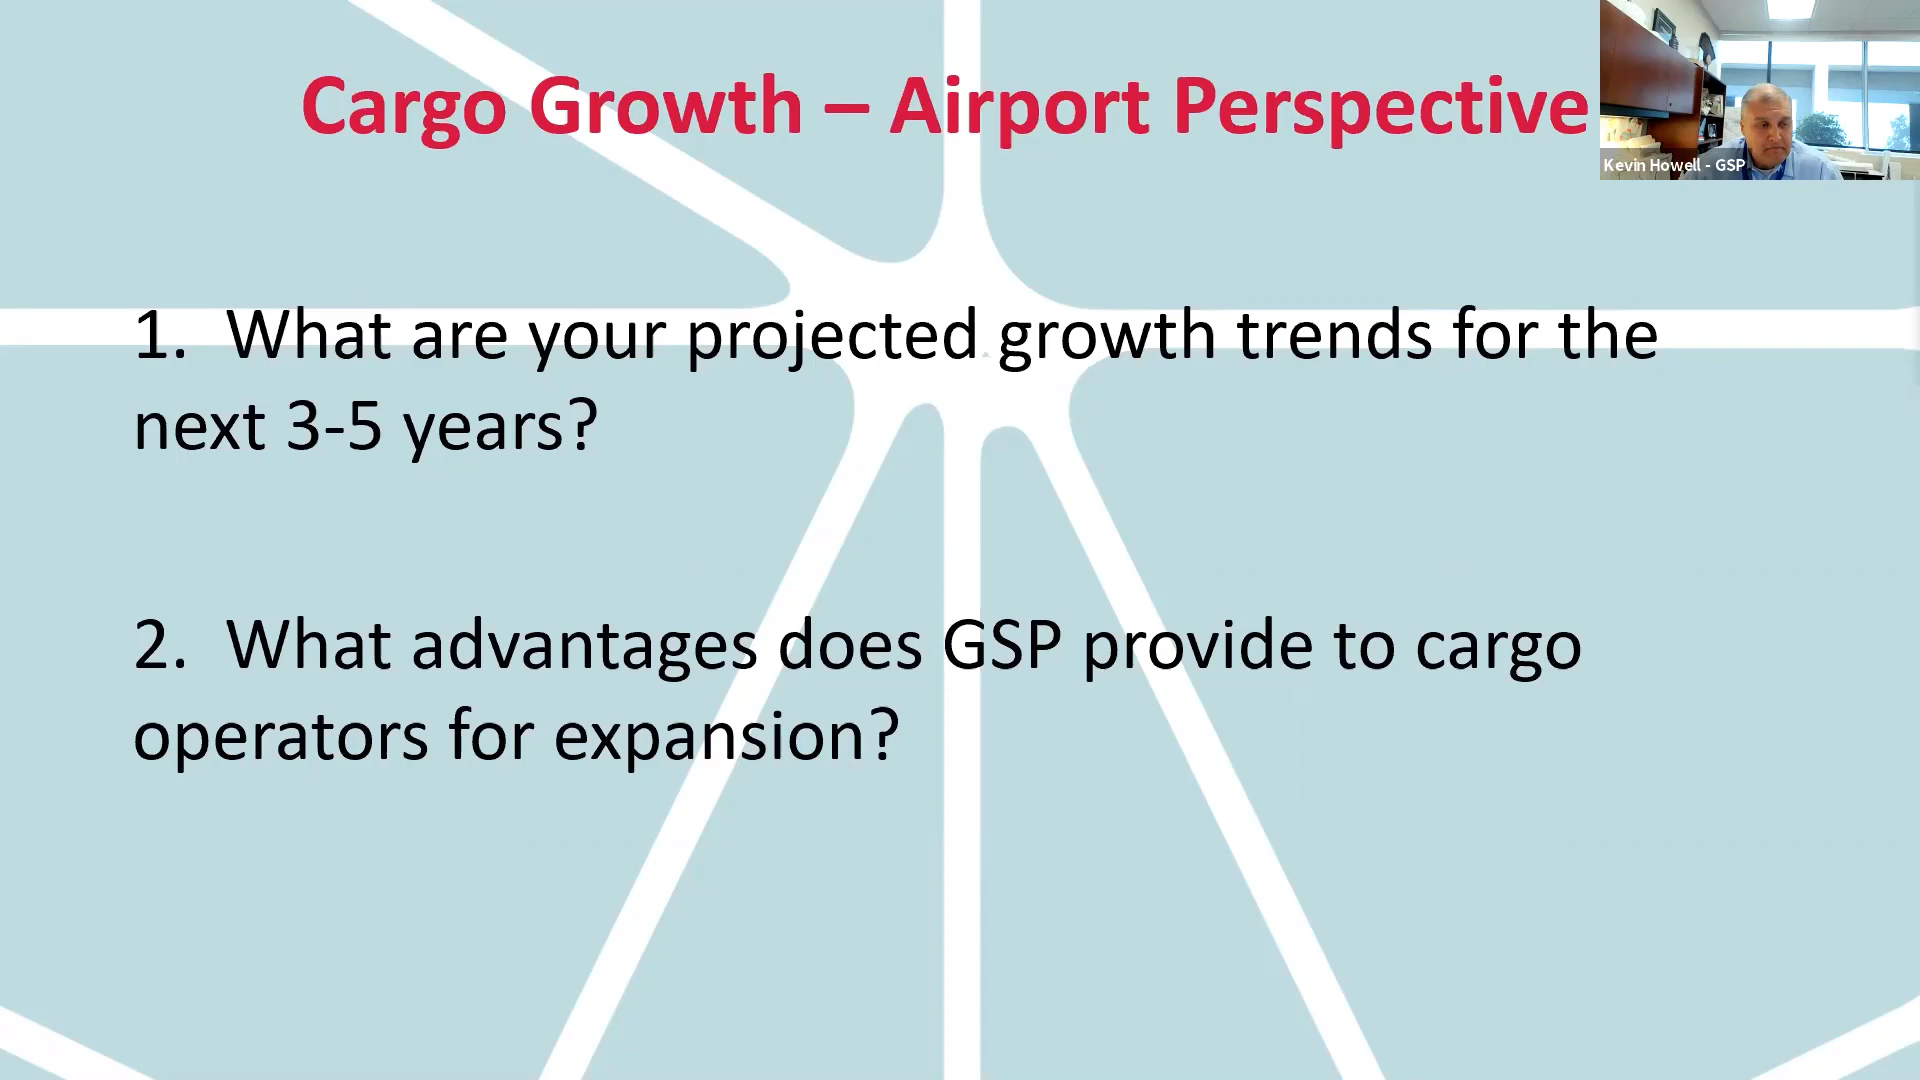 Cargo Growth – Airport Perspective
Kevin Howell - GSP
1. What are your projected growth trends for the
next 3-5 years?
2. What advantages does GSP provide to cargo
operators for expansion?